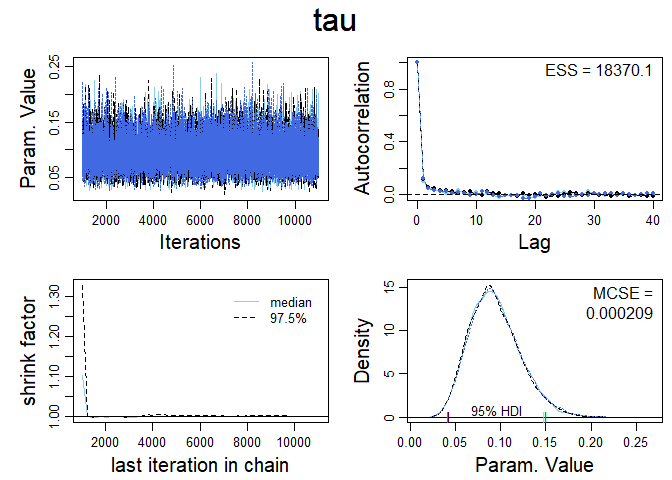 tau
0.05 0.15 0.25
Param. Value
2000 4000 6000 8000 10000
Iterations
ESS = 18370.1
0.0 0.4 0.8
Autocorrelation
0 10 20 30 40
Lag
median
97.5%
1.00 1.10 1.20 1.30
shrink factor
2000 4000 6000 8000 10000
last iteration in chain
MCSE =
0.000209
0 5 10 15
Density
95% HDI
0.00 0.05 0.10 0.15 0.20 0.25
Param. Value